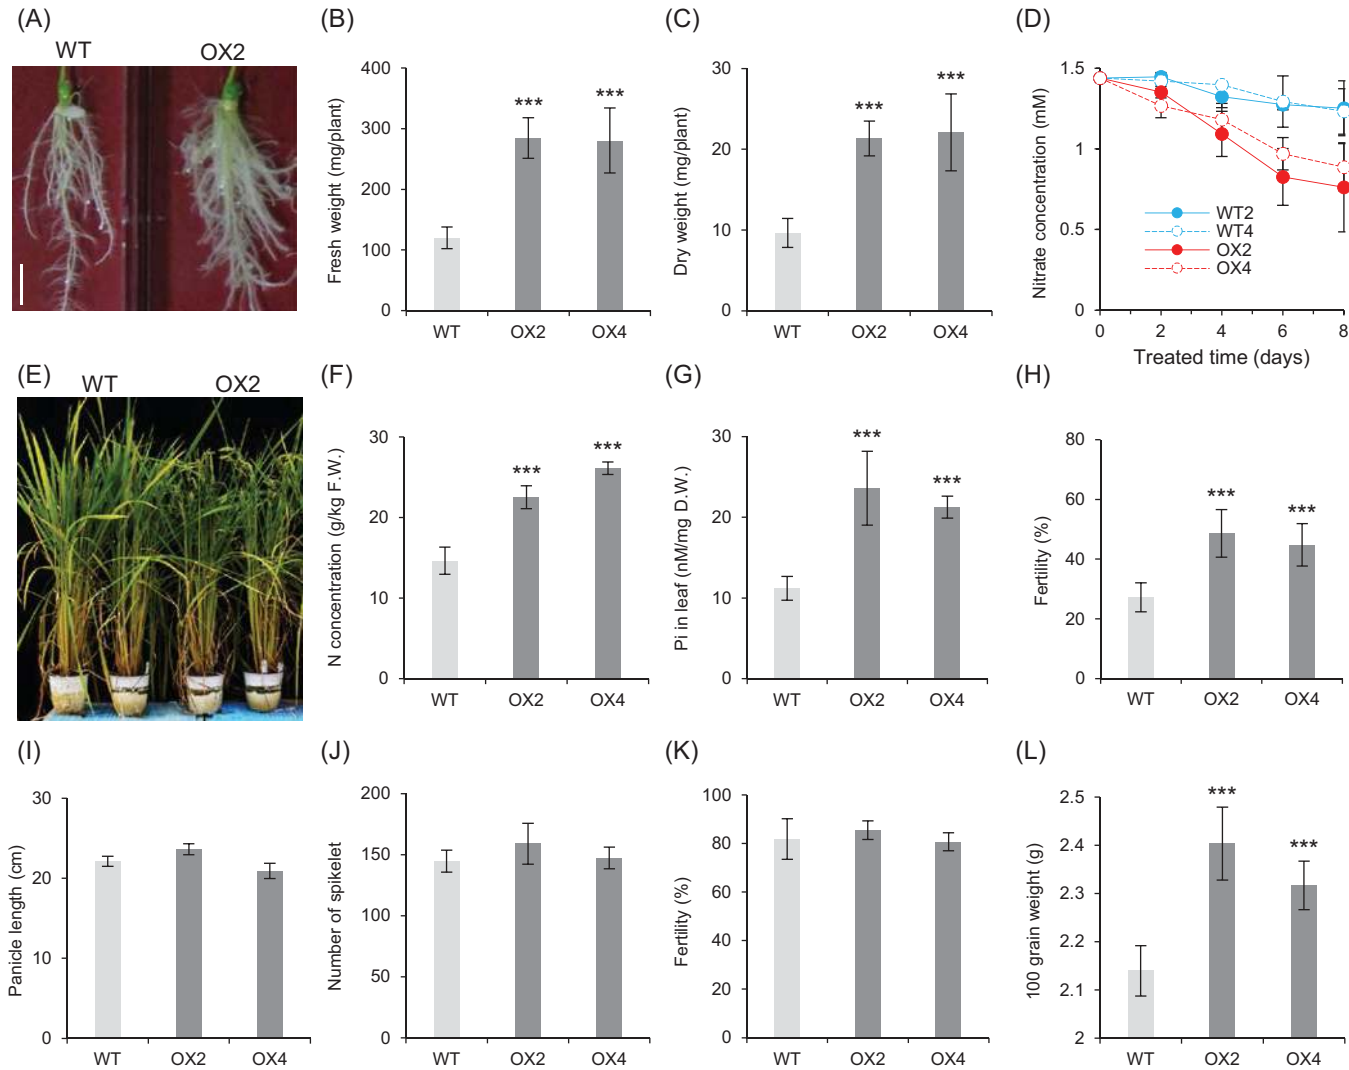 (A)
WT OX2
(B)
Fresh weight (mg/plant)
400
300
200
100
0
*** ***
WT OX2 OX4
(C)
Dry weight (mg/plant)
30
20
10
0
*** ***
WT OX2 OX4
(D)
Nitrate concentration (mM)
1.5
1
0.5
0
WT2
WT4
OX2
OX4
0 2 4 6 8
Treated time (days)
(E)
WT OX2
(F)
N concentration (g/kg F.W.)
30
20
10
0
*** ***
WT OX2 OX4
(G)
Pi in leaf (nM/mg D.W.)
30
20
10
0
*** ***
WT OX2 OX4
(H)
Fertility (%)
80
60
40
20
0
*** ***
WT OX2 OX4
(I)
Panicle length (cm)
30
20
10
0
WT OX2 OX4
(J)
Number of spikelet
200
150
100
50
0
WT OX2 OX4
(K)
Fertility (%)
100
80
60
40
20
0
WT OX2 OX4
(L)
100 grain weight (g)
2.5
2.4
2.3
2.2
2.1
2
*** ***
WT OX2 OX4